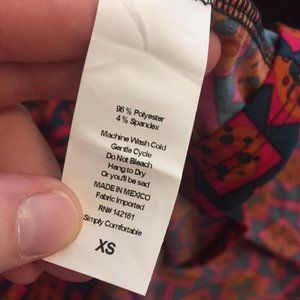 96 % Polyester
4 % Spandex
Machine Wash Cold
Gentle Cycle
Do Not Bleach
Hang to Dry
Or you'll be sad
MADE IN MEXICO
Fabric Imported
RN# 142161
Simply Comfortable
XS